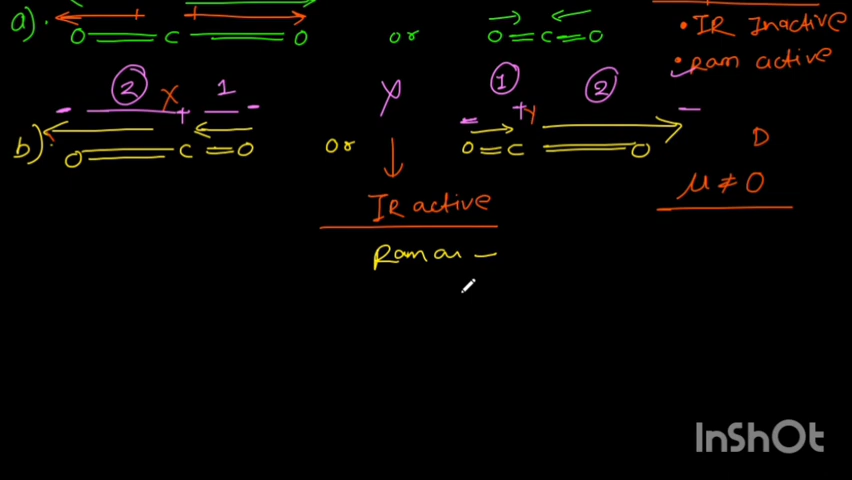 a). O = C = O or O = C = O
• IR Inactive
• Ram active
- 2 X + 1 - - 1 +y 2 -
b). O = C = O or O = C = O
D
μ ≠ 0
IR active
Raman -
InShOt